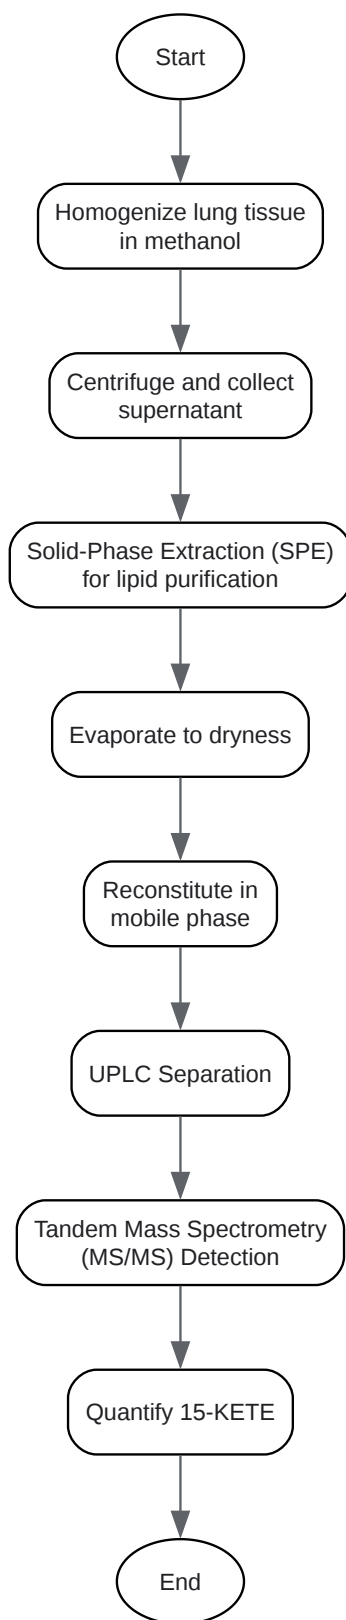 Start
Homogenize lung tissue
in methanol
Centrifuge and collect
supernatant
Solid-Phase Extraction (SPE)
for lipid purification
Evaporate to dryness
Reconstitute in
mobile phase
UPLC Separation
Tandem Mass Spectrometry
(MS/MS) Detection
Quantify 15-KETE
End